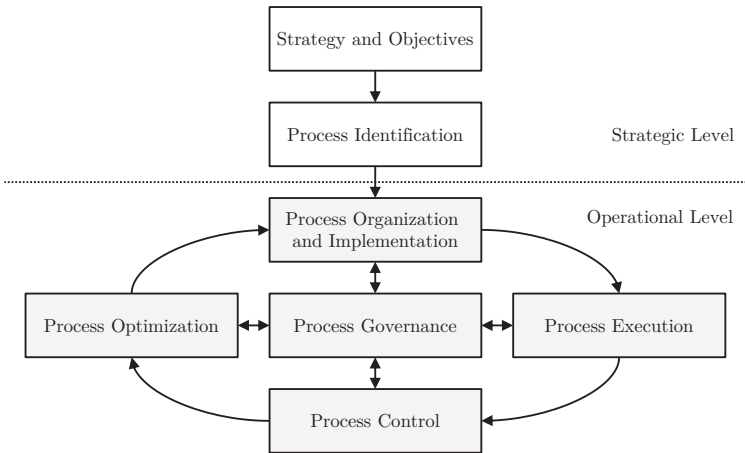 Strategy and Objectives
Process Identification
Strategic Level
Process Organization
and Implementation
Operational Level
Process Optimization
Process Governance
Process Execution
Process Control